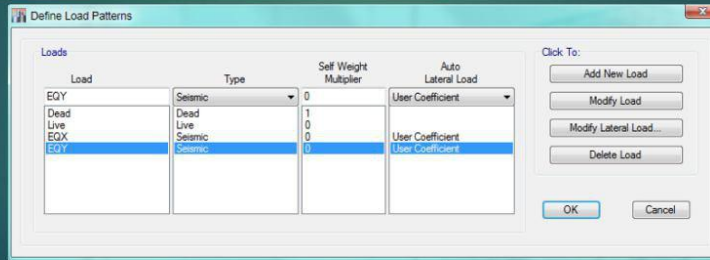 Define Load Patterns
Loads
Click To:
Load Type Self Weight Multiplier Auto Lateral Load
EQY Seismic 0 User Coefficient
Dead Dead 1
Live Live 0
EQX Seismic 0 User Coefficient
EQY Seismic 0 User Coefficient
Add New Load
Modify Load
Modify Lateral Load...
Delete Load
OK Cancel